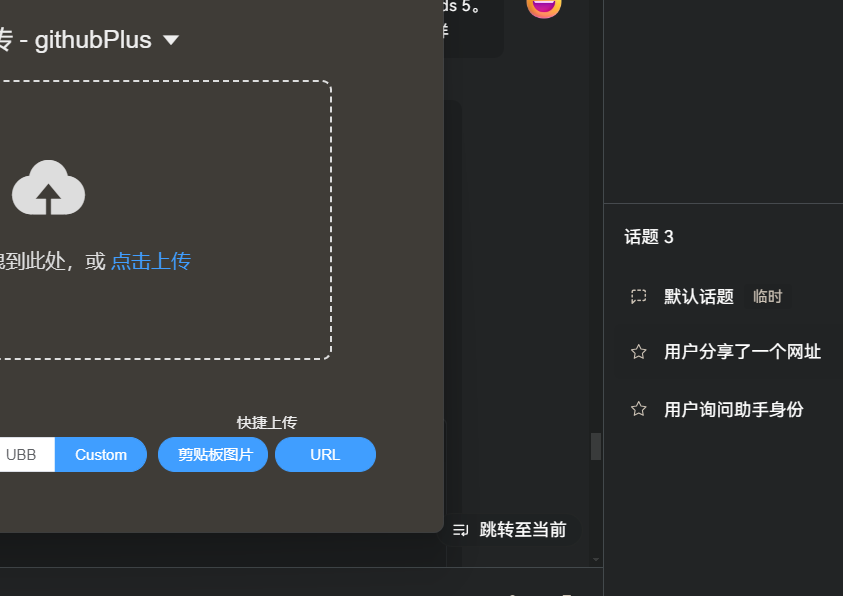 ds 5。
传 - githubPlus
话题 3
到此处，或 点击上传
默认话题 临时
用户分享了一个网址
用户询问助手身份
快捷上传
UBB Custom 剪贴板图片 URL
跳转至当前